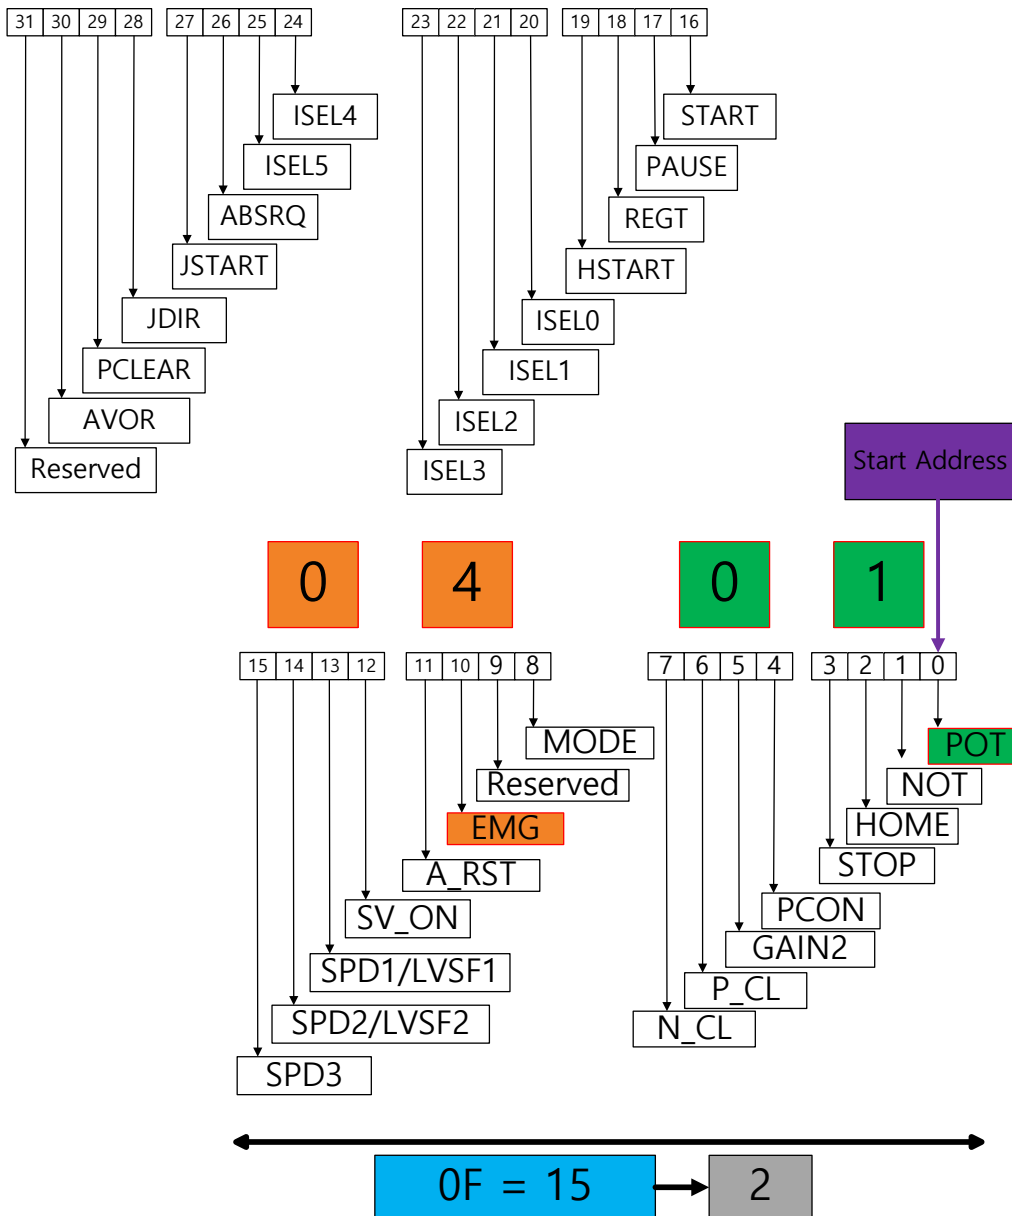 31 30 29 28 27 26 25 24 23 22 21 20 19 18 17 16
ISEL4
ISEL5
ABSRQ
JSTART
JDIR
PCLEAR
AVOR
Reserved
START
PAUSE
REGT
HSTART
ISEL0
ISEL1
ISEL2
ISEL3
Start Address
0 4 0 1
15 14 13 12 11 10 9 8 7 6 5 4 3 2 1 0
MODE
Reserved
EMG
A_RST
SV_ON
SPD1/LVSF1
SPD2/LVSF2
SPD3
POT
NOT
HOME
STOP
PCON
GAIN2
P_CL
N_CL
0F = 15
2